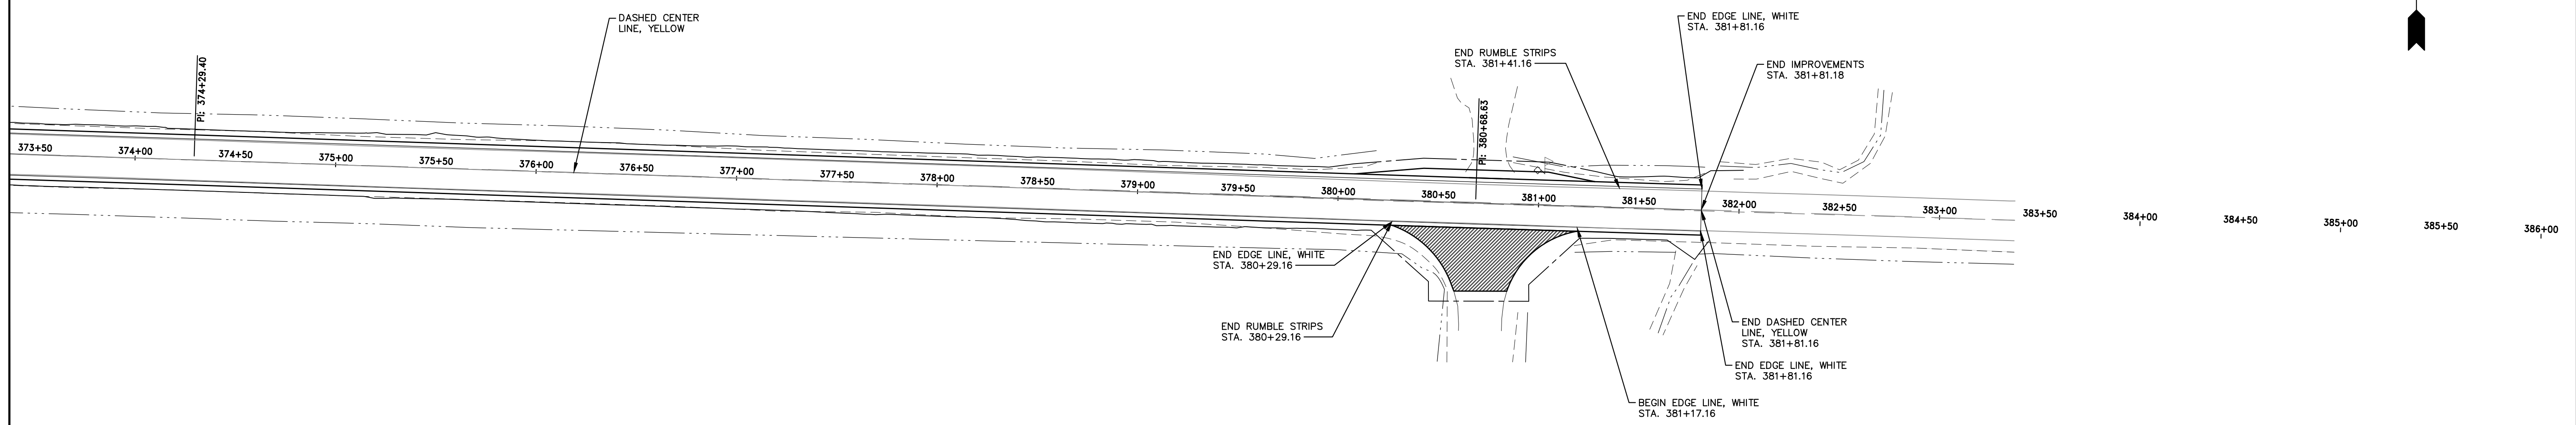 DASHED CENTER
LINE, YELLOW
END EDGE LINE, WHITE
STA. 381+81.16
END RUMBLE STRIPS
STA. 381+41.16
END IMPROVEMENTS
STA. 381+81.18
PI: 374+29.40
PI: 380+68.63
373+50
374+00
374+50
375+00
375+50
376+00
376+50
377+00
377+50
378+00
378+50
379+00
379+50
380+00
380+50
381+00
381+50
382+00
382+50
383+00
383+50
384+00
384+50
385+00
385+50
386+00
END EDGE LINE, WHITE
STA. 380+29.16
END RUMBLE STRIPS
STA. 380+29.16
END DASHED CENTER
LINE, YELLOW
STA. 381+81.16
END EDGE LINE, WHITE
STA. 381+81.16
BEGIN EDGE LINE, WHITE
STA. 381+17.16